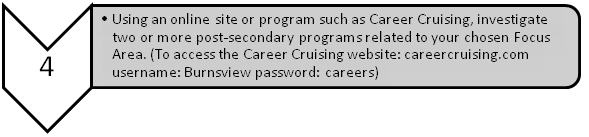 4
• Using an online site or program such as Career Cruising, investigate
two or more post-secondary programs related to your chosen Focus
Area. (To access the Career Cruising website: careercruising.com
username: Burnsview password: careers)